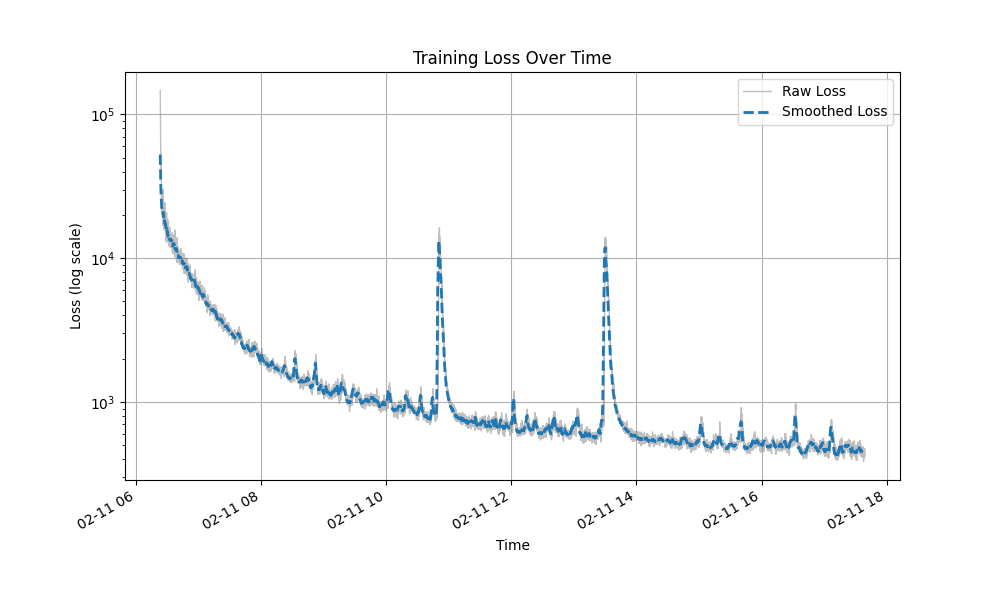 Training Loss Over Time
Raw Loss
Smoothed Loss
Loss (log scale)
10⁵
10⁴
10³
02-11 06
02-11 08
02-11 10
02-11 12
02-11 14
02-11 16
02-11 18
Time